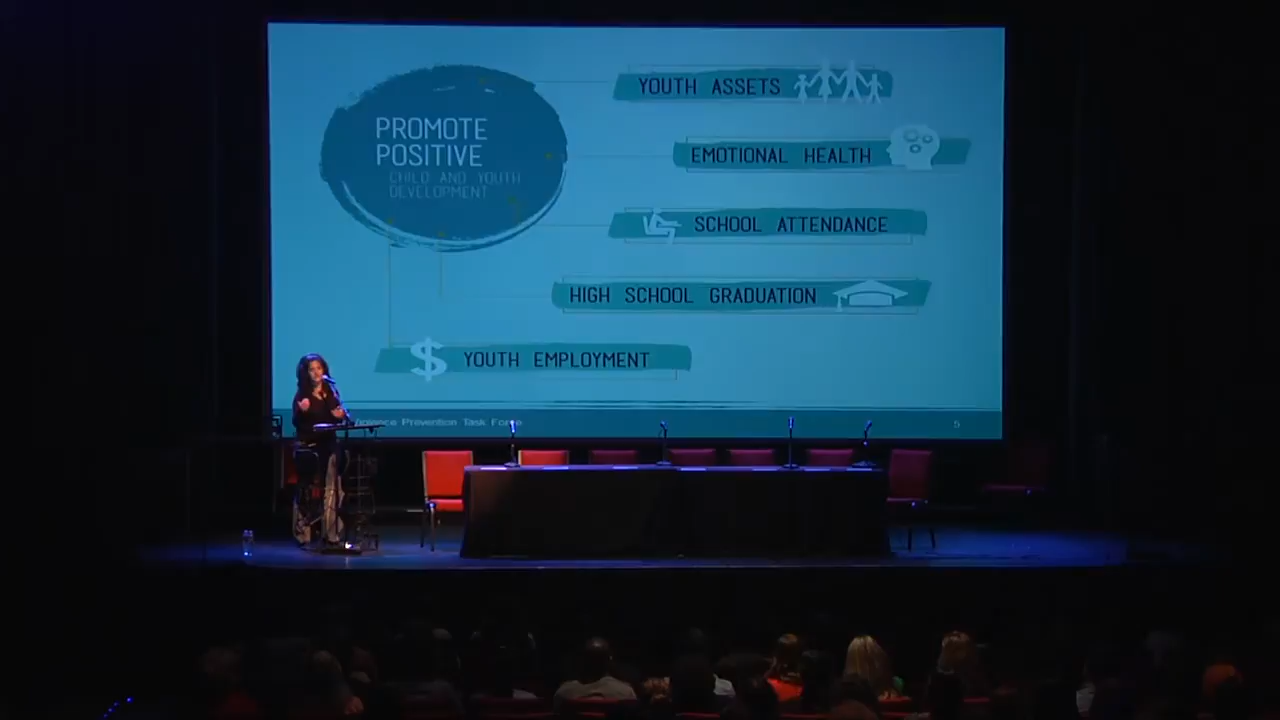 PROMOTE
POSITIVE
CHILD AND YOUTH
DEVELOPMENT
YOUTH ASSETS
EMOTIONAL HEALTH
SCHOOL ATTENDANCE
HIGH SCHOOL GRADUATION
$ YOUTH EMPLOYMENT
Violence Prevention Task Force
5